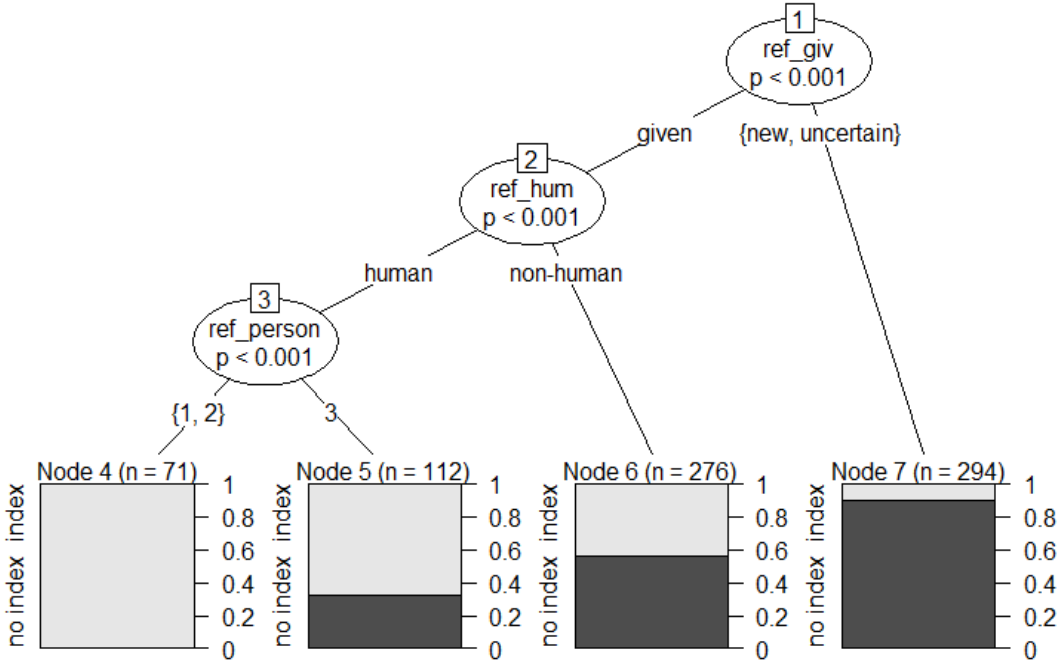 1
ref_giv
p < 0.001
given
{new, uncertain}
2
ref_hum
p < 0.001
human
non-human
3
ref_person
p < 0.001
{1, 2}
3
Node 4 (n = 71)
no index
index
0
0.2
0.4
0.6
0.8
1
Node 5 (n = 112)
no index
index
0
0.2
0.4
0.6
0.8
1
Node 6 (n = 276)
no index
index
0
0.2
0.4
0.6
0.8
1
Node 7 (n = 294)
no index
index
0
0.2
0.4
0.6
0.8
1